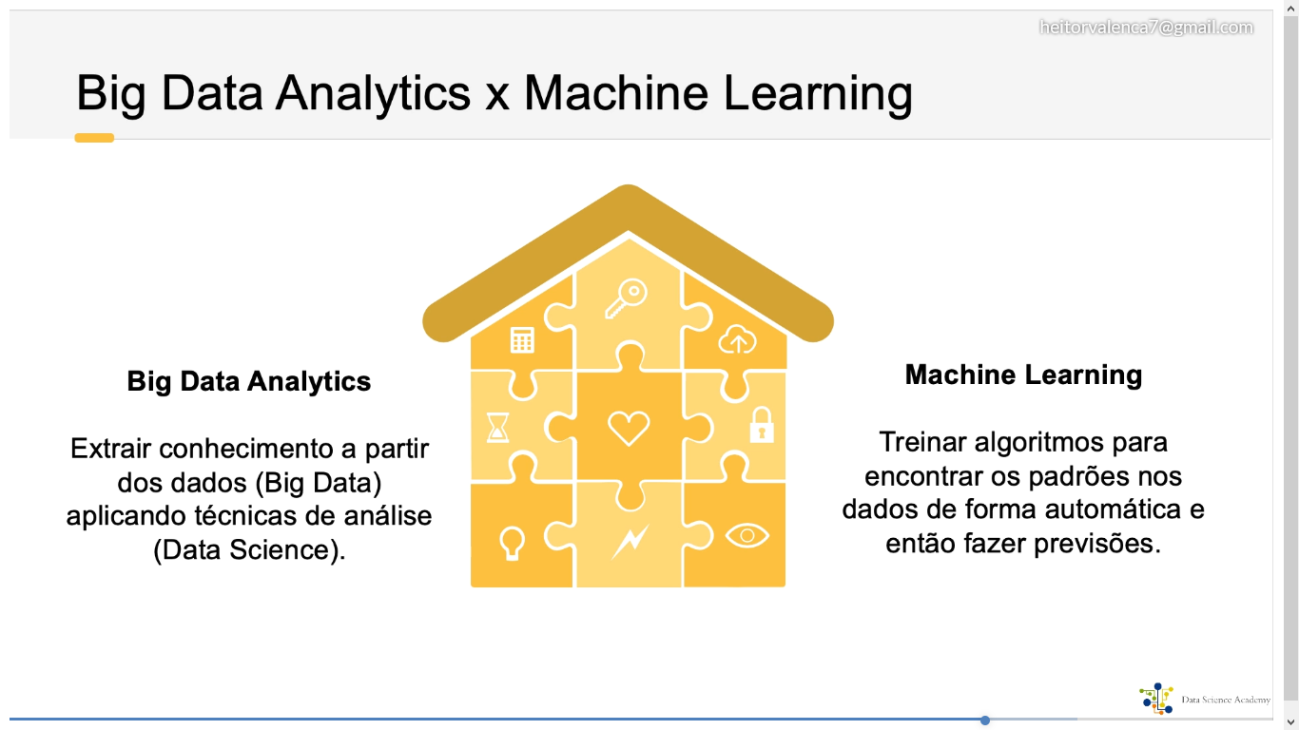 heitorvalenca7@gmail.com
Big Data Analytics x Machine Learning
Big Data Analytics
Extrair conhecimento a partir
dos dados (Big Data)
aplicando técnicas de análise
(Data Science).
Machine Learning
Treinar algoritmos para
encontrar os padrões nos
dados de forma automática e
então fazer previsões.
Data Science Academy